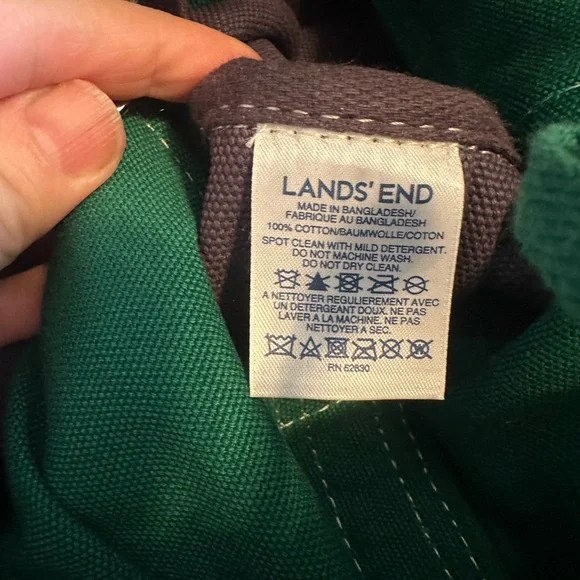 LANDS' END
MADE IN BANGLADESH/
FABRIQUE AU BANGLADESH
100% COTTON/BAUMWOLLE/COTON
SPOT CLEAN WITH MILD DETERGENT.
DO NOT MACHINE WASH.
DO NOT DRY CLEAN.
A NETTOYER REGULIEREMENT AVEC
UN DETERGENT DOUX. NE PAS
LAVER A LA MACHINE. NE PAS
NETTOYER A SEC.
RN 62630